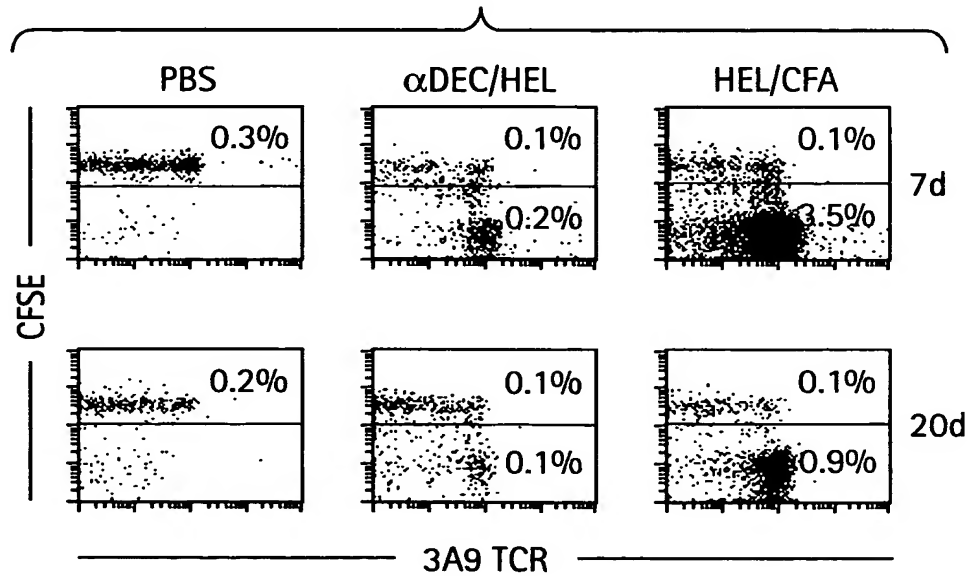 PBS
αDEC/HEL
HEL/CFA
0.3%
0.1%
0.1%
7d
0.2%
3.5%
CFSE
0.2%
0.1%
0.1%
20d
0.1%
0.9%
3A9 TCR